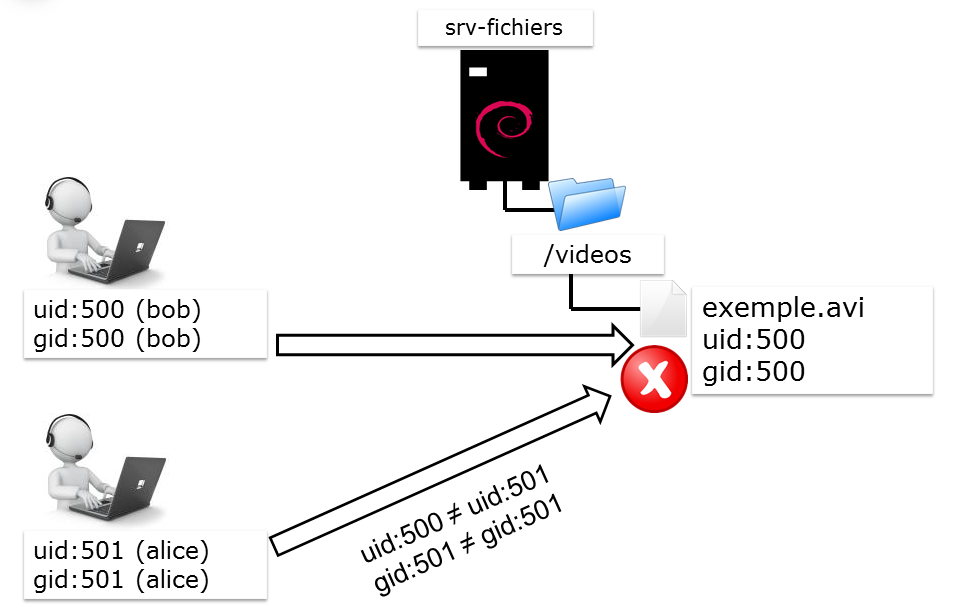 srv-fichiers
/videos
exemple.avi
uid:500
gid:500
uid:500 (bob)
gid:500 (bob)
uid:501 (alice)
gid:501 (alice)
uid:500 ≠ uid:501
gid:501 ≠ gid:501